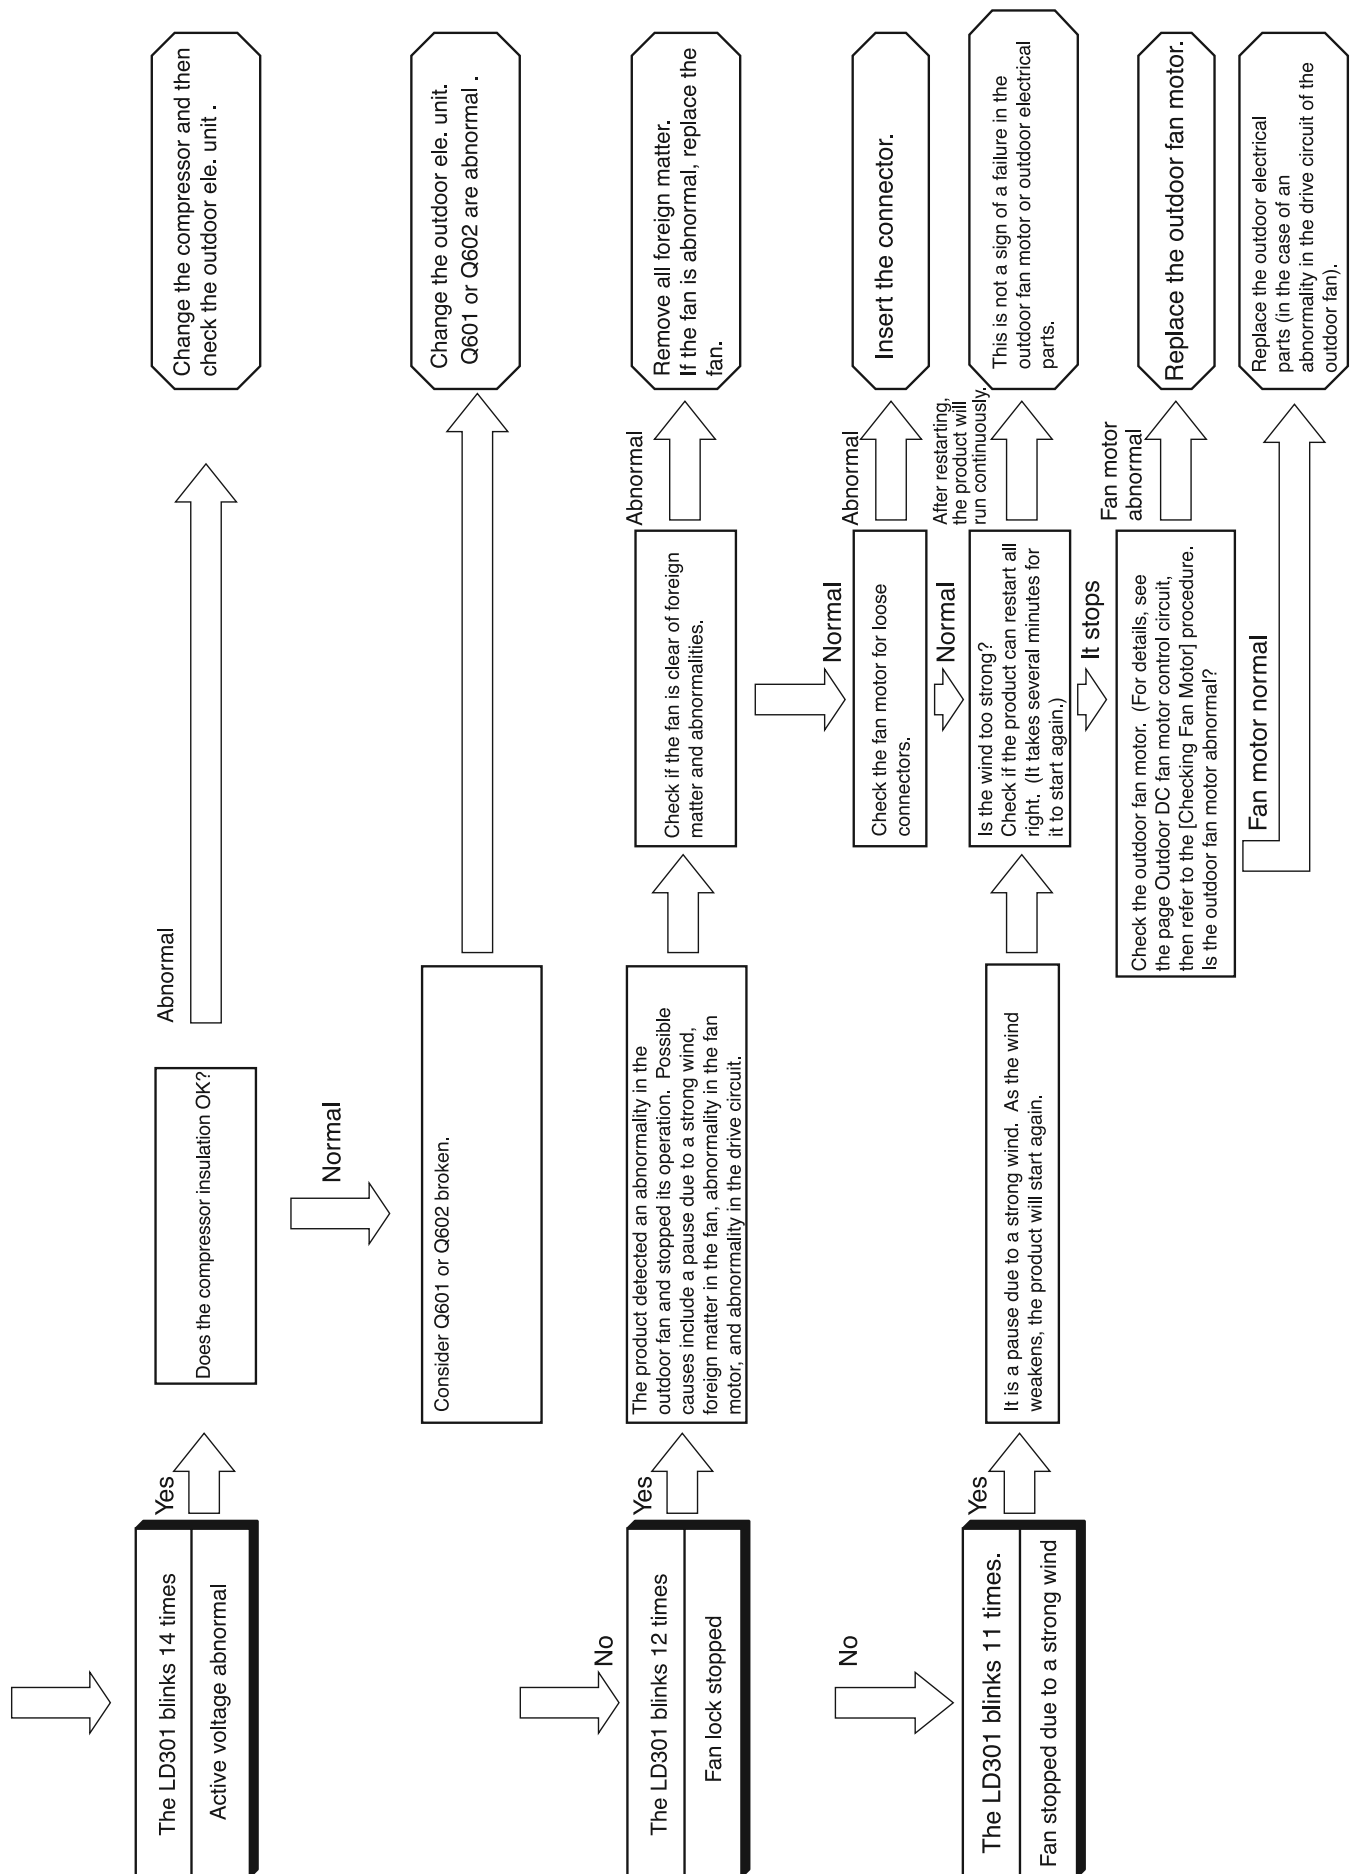 The LD301 blinks 14 times
Active voltage abnormal
Yes
Does the compressor insulation OK?
Abnormal
Change the compressor and then
check the outdoor ele. unit .
Normal
Consider Q601 or Q602 broken.
Change the outdoor ele. unit.
Q601 or Q602 are abnormal .
No
The LD301 blinks 12 times
Fan lock stopped
Yes
The product detected an abnormality in the
outdoor fan and stopped its operation. Possible
causes include a pause due to a strong wind,
foreign matter in the fan, abnormality in the fan
motor, and abnormality in the drive circuit.
Check if the fan is clear of foreign
matter and abnormalities.
Abnormal
Remove all foreign matter.
If the fan is abnormal, replace the
fan.
Normal
Check the fan motor for loose
connectors.
Abnormal
Insert the connector.
Normal
No
The LD301 blinks 11 times.
Fan stopped due to a strong wind
Yes
It is a pause due to a strong wind. As the wind
weakens, the product will start again.
Is the wind too strong?
Check if the product can restart all
right. (It takes several minutes for
it to start again.)
After restarting,
the product will
run continuously.
This is not a sign of a failure in the
outdoor fan motor or outdoor electrical
parts.
It stops
Check the outdoor fan motor. (For details, see
the page Outdoor DC fan motor control circuit,
then refer to the [Checking Fan Motor] procedure.
Is the outdoor fan motor abnormal?
Fan motor
abnormal
Replace the outdoor fan motor.
Fan motor normal
Replace the outdoor electrical
parts (in the case of an
abnormality in the drive circuit of the
outdoor fan).